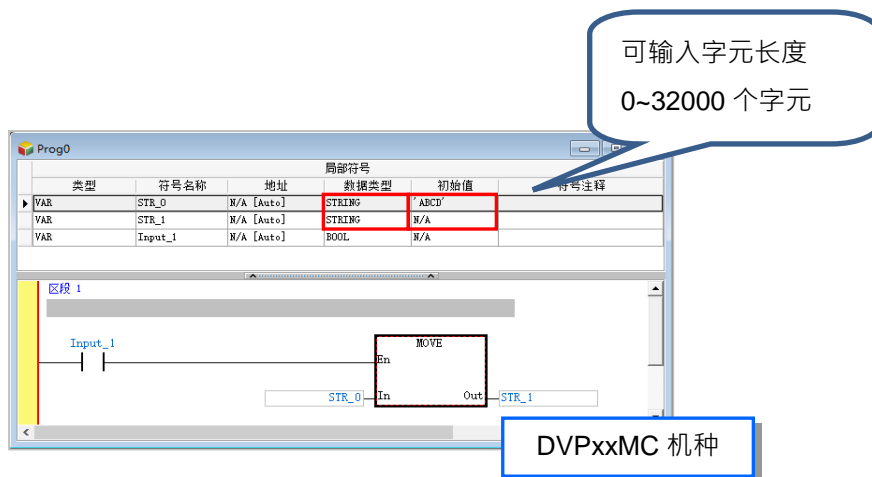 可输入字元长度
0~32000 个字元
Prog0
局部符号
类型 符号名称 地址 数据类型 初始值 符号注释
VAR STR_0 N/A [Auto] STRING 'ABCD'
VAR STR_1 N/A [Auto] STRING N/A
VAR Input_1 N/A [Auto] BOOL N/A
区段 1
Input_1 MOVE
En
STR_0 In Out STR_1
DVPxxMC 机种